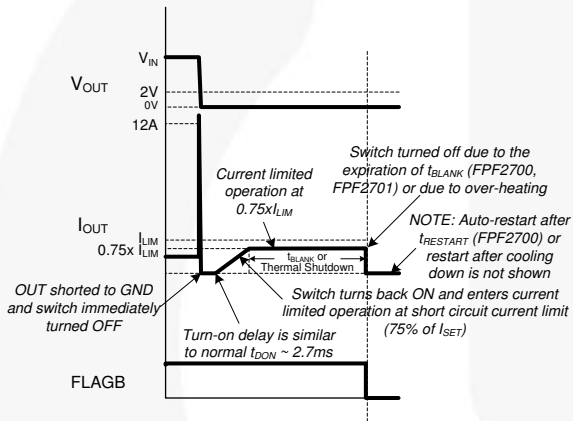 VIN
VOUT
2V
0V
12A
Current limited
operation at
0.75xILIM
Switch turned off due to the
expiration of tBLANK (FPF2700,
FPF2701) or due to over-heating
IOUT
ILIM
0.75x ILIM
tBLANK or
Thermal Shutdown
NOTE: Auto-restart after
tRESTART (FPF2700) or
restart after cooling
down is not shown
OUT shorted to GND
and switch immediately
turned OFF
Switch turns back ON and enters current
limited operation at short circuit current limit
(75% of ISET)
Turn-on delay is similar
to normal tDON ~ 2.7ms
FLAGB